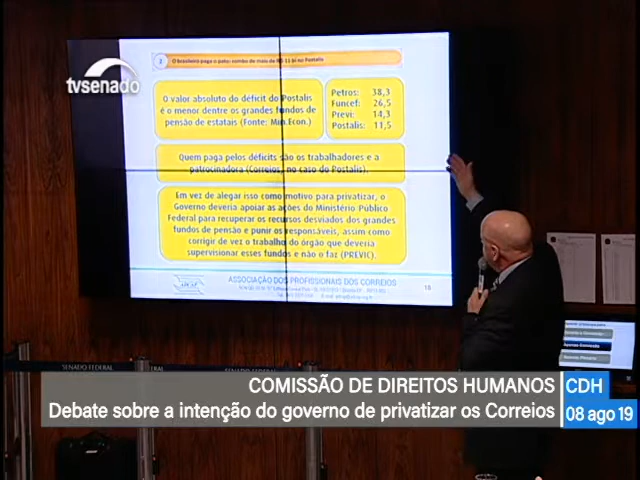 tvsenado
2 O brasileiro paga o pato: rombo de mais de R$ 11 bi no Postalis
O valor absoluto do déficit do Postalis
é o menor dentre os grandes fundos de
pensão de estatais (Fonte: Min.Econ.)
Petros: 38,3
Funcef: 26,5
Previ: 14,3
Postalis: 11,5
Quem paga pelos déficits são os trabalhadores e a
patrocinadora (Correios, no caso do Postalis).
Em vez de alegar isso como motivo para privatizar, o
Governo deveria apoiar as ações do Ministério Público
Federal para recuperar os recursos desviados dos grandes
fundos de pensão e punir os responsáveis, assim como
corrigir de vez o trabalho do órgão que deveria
supervisionar esses fundos e não o faz (PREVIC).
ASSOCIAÇÃO DOS PROFISSIONAIS DOS CORREIOS
18
SENADO FEDERAL
SENADO FEDERAL
COMISSÃO DE DIREITOS HUMANOS CDH
Debate sobre a intenção do governo de privatizar os Correios 08 ago 19